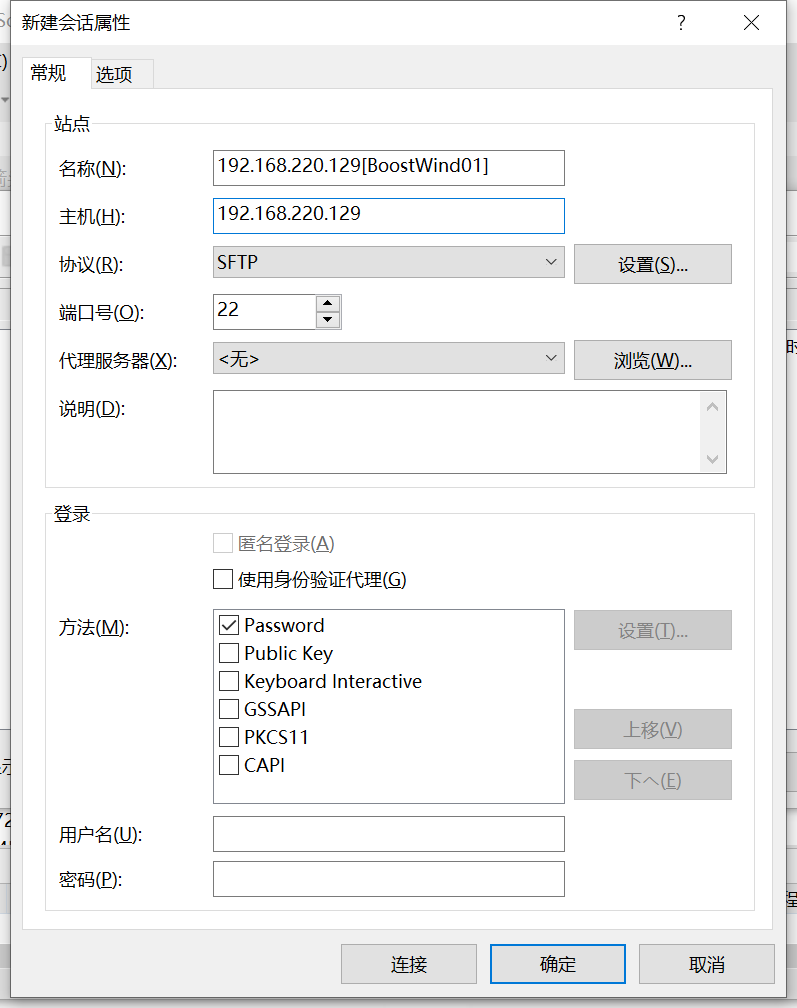 新建会话属性 ?
常规 选项
站点
名称(N): 192.168.220.129[BoostWind01]
主机(H): 192.168.220.129
协议(R): SFTP 设置(S)...
端口号(O): 22
代理服务器(X): <无> 浏览(W)...
说明(D):
登录
匿名登录(A)
使用身份验证代理(G)
方法(M): Password 设置(T)...
Public Key
Keyboard Interactive
GSSAPI
PKCS11
CAPI
上移(V)
下へ(E)
用户名(U):
密码(P):
连接 确定 取消